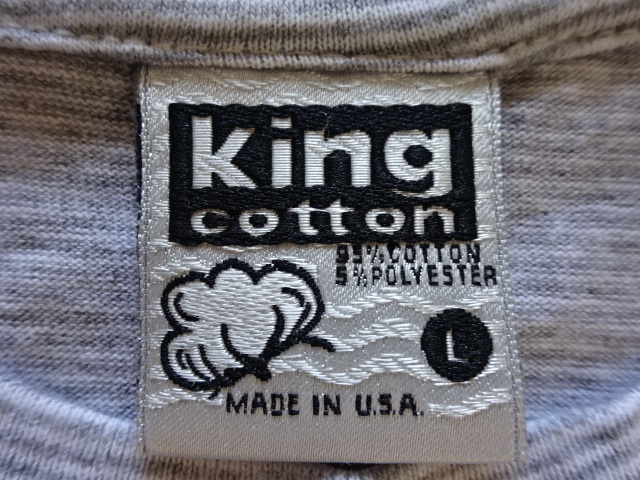 king
cotton
95% COTTON
5% POLYESTER
L
MADE IN U.S.A.